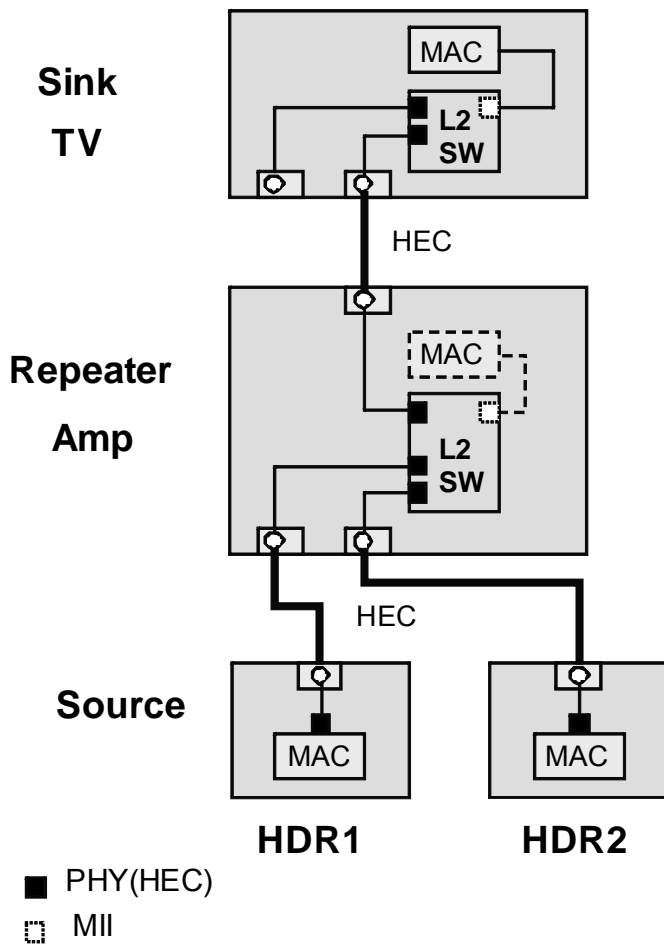 Sink
TV
MAC
L2
SW
HEC
Repeater
Amp
MAC
L2
SW
HEC
Source
MAC
MAC
HDR1
HDR2
PHY(HEC)
MII